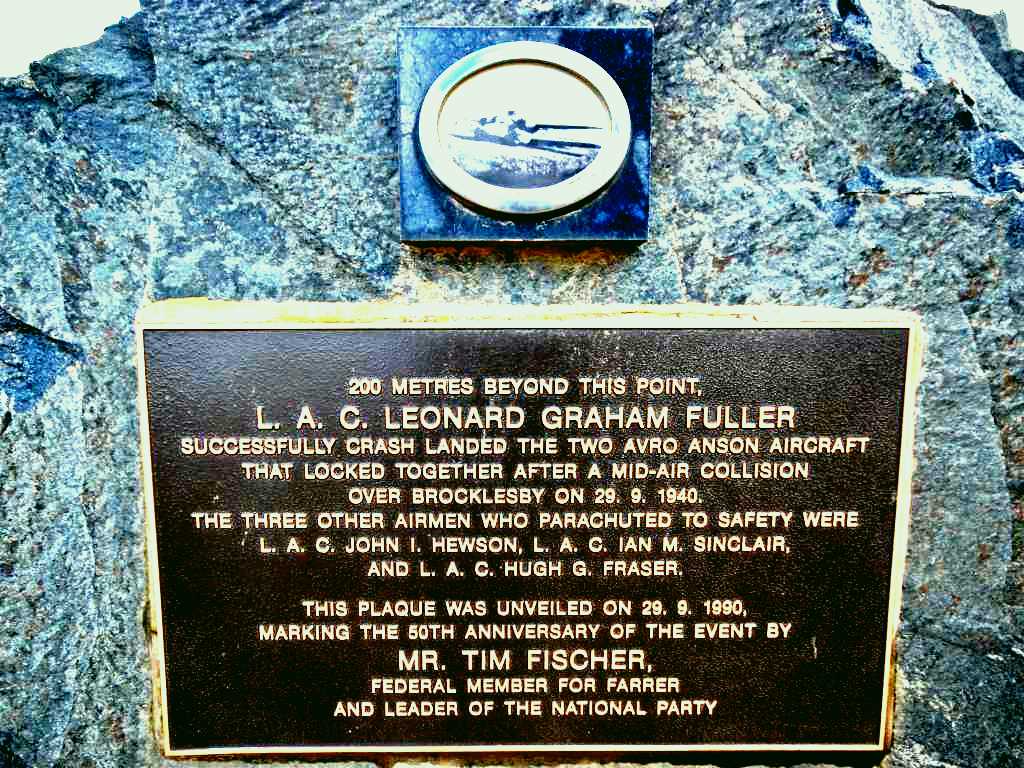 200 METRES BEYOND THIS POINT,
L. A. C. LEONARD GRAHAM FULLER
SUCCESSFULLY CRASH LANDED THE TWO AVRO ANSON AIRCRAFT
THAT LOCKED TOGETHER AFTER A MID-AIR COLLISION
OVER BROCKLESBY ON 29. 9. 1940.
THE THREE OTHER AIRMEN WHO PARACHUTED TO SAFETY WERE
L. A. C. JOHN I. HEWSON, L. A. C. IAN M. SINCLAIR,
AND L. A. C. HUGH G. FRASER.
THIS PLAQUE WAS UNVEILED ON 29. 9. 1990,
MARKING THE 50TH ANNIVERSARY OF THE EVENT BY
MR. TIM FISCHER,
FEDERAL MEMBER FOR FARRER
AND LEADER OF THE NATIONAL PARTY